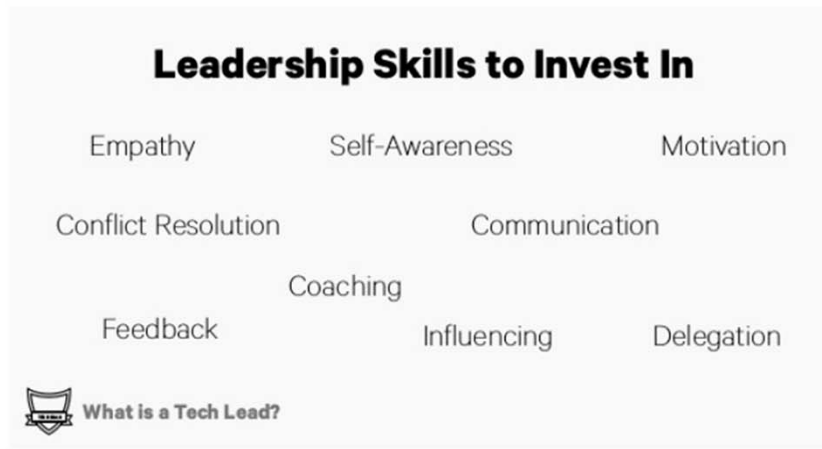 Leadership Skills to Invest In
Empathy Self-Awareness Motivation
Conflict Resolution Communication
Coaching
Feedback Influencing Delegation
What is a Tech Lead?